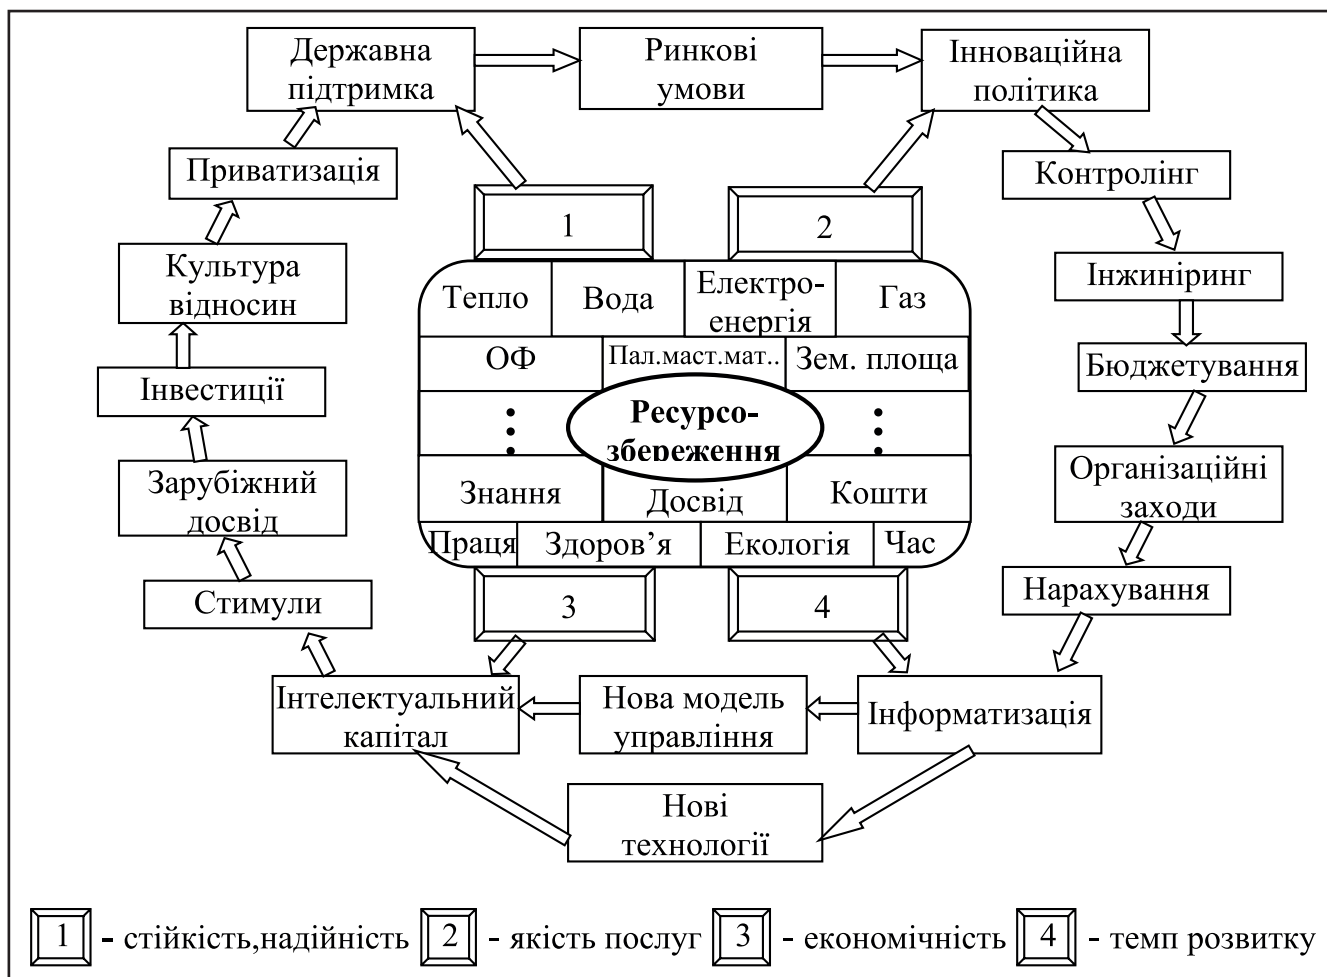 Державна
підтримка
Ринкові
умови
Інноваційна
політика
Приватизація
Контролінг
1
2
Культура
відносин
Інжиніринг
Тепло
Вода
Електро-
енергія
Газ
ОФ
Пал.маст.мат..
Зем. площа
Інвестиції
Бюджетування
Ресурсо-
збереження
Зарубіжний
досвід
Організаційні
заходи
Знання
Досвід
Кошти
Праця
Здоров’я
Екологія
Час
Стимули
3
4
Нарахування
Інтелектуальний
капітал
Нова модель
управління
Інформатизація
Нові
технології
1 - стійкість,надійність 2 - якість послуг 3 - економічність 4 - темп розвитку